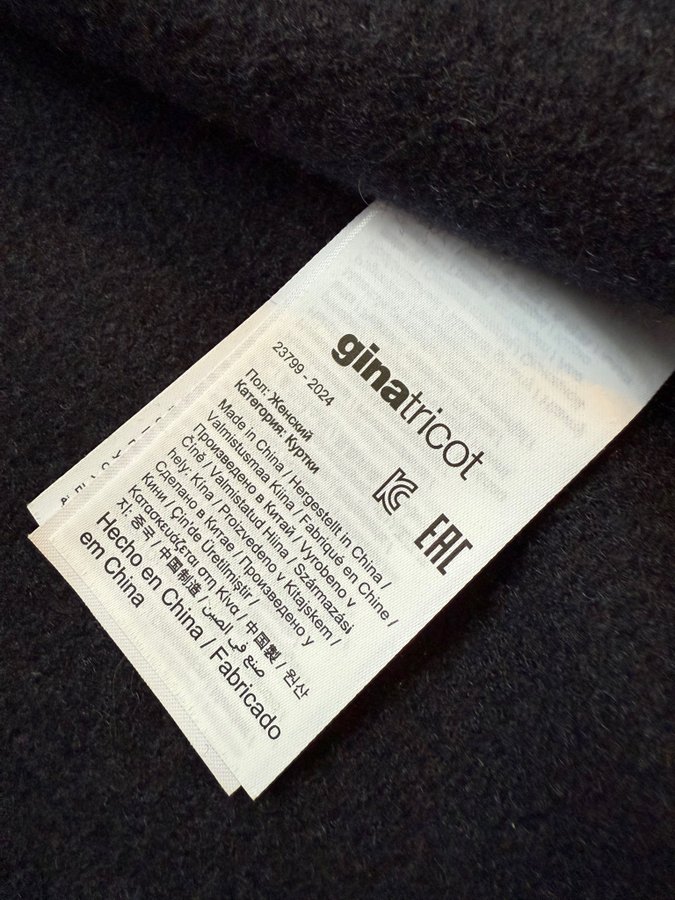 ginatricot
23799 - 2024
EAC
Пол: Женский
Категория: Куртки
Made in China / Hergestellt in China /
Valmistusmaa Kiina / Fabriqué en Chine /
Произведено в Китай / Vyrobeno v
Číně / Valmistatud Hiina / Származási
hely: Kína / Proizvedeno v Kitajskem /
Сделано в Китае / Произведено у
Кини / Çin'de Üretilmiştir /
Κατασκευάζεται στη Κίνα / 中国製 / 원산
지: 중국 / 中国制造 / صنع في الصين
Hecho en China / Fabricado
em China